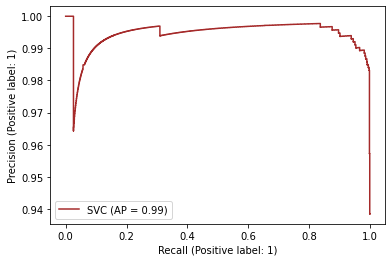 1.00
0.99
0.98
0.97
0.96
0.95
0.94
Precision (Positive label: 1)
SVC (AP = 0.99)
0.0 0.2 0.4 0.6 0.8 1.0
Recall (Positive label: 1)